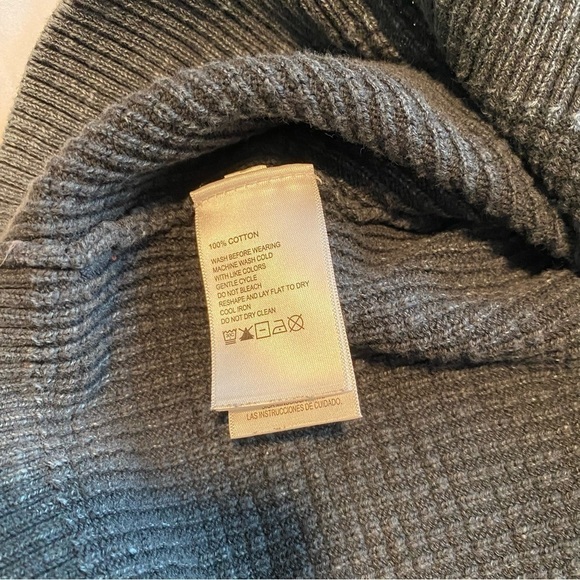 100% COTTON
WASH BEFORE WEARING
MACHINE WASH COLD
WITH LIKE COLORS
GENTLE CYCLE
DO NOT BLEACH
RESHAPE AND LAY FLAT TO DRY
COOL IRON
DO NOT DRY CLEAN
LAS INSTRUCCIONES DE CUIDADO.